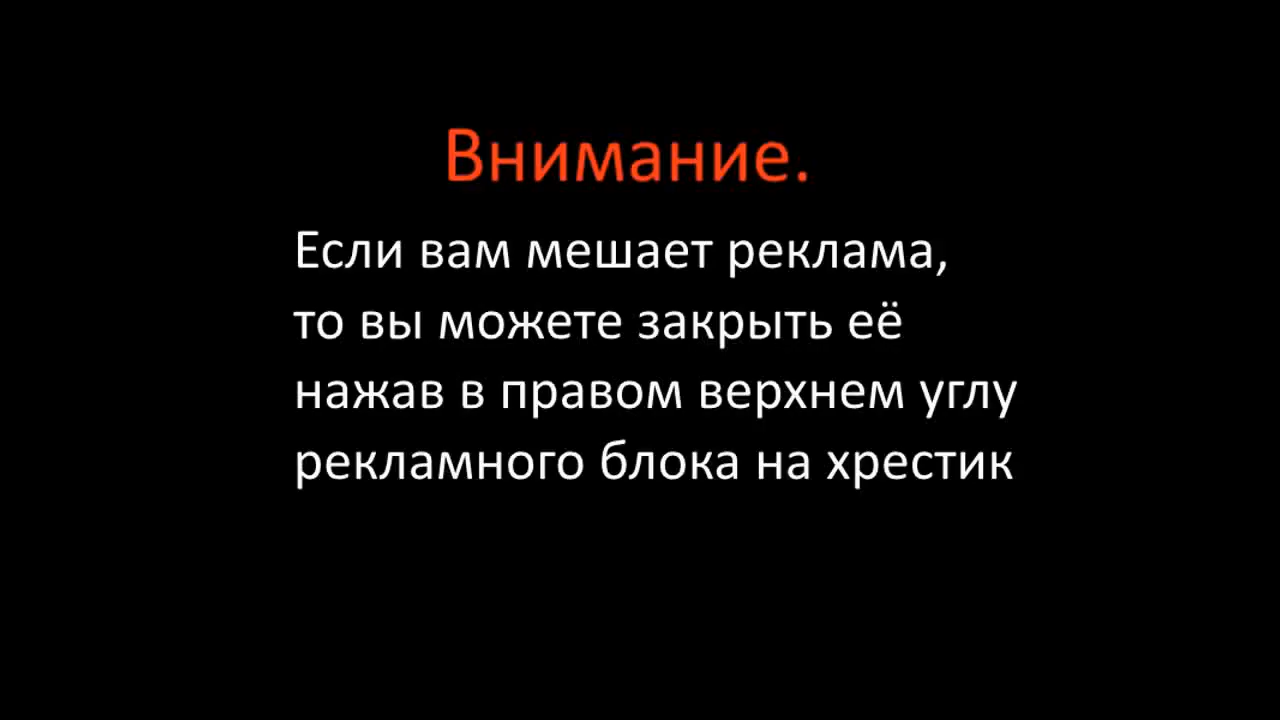 Внимание.
Если вам мешает реклама,
то вы можете закрыть её
нажав в правом верхнем углу
рекламного блока на хрестик